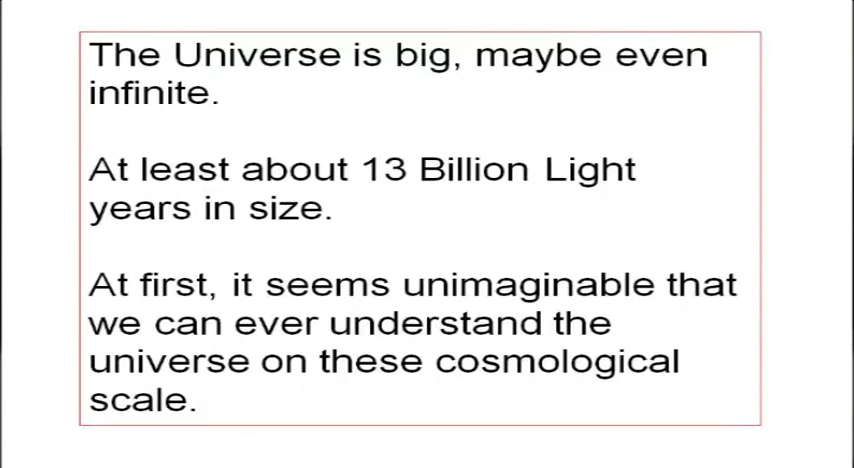 The Universe is big, maybe even
infinite.
At least about 13 Billion Light
years in size.
At first, it seems unimaginable that
we can ever understand the
universe on these cosmological
scale.